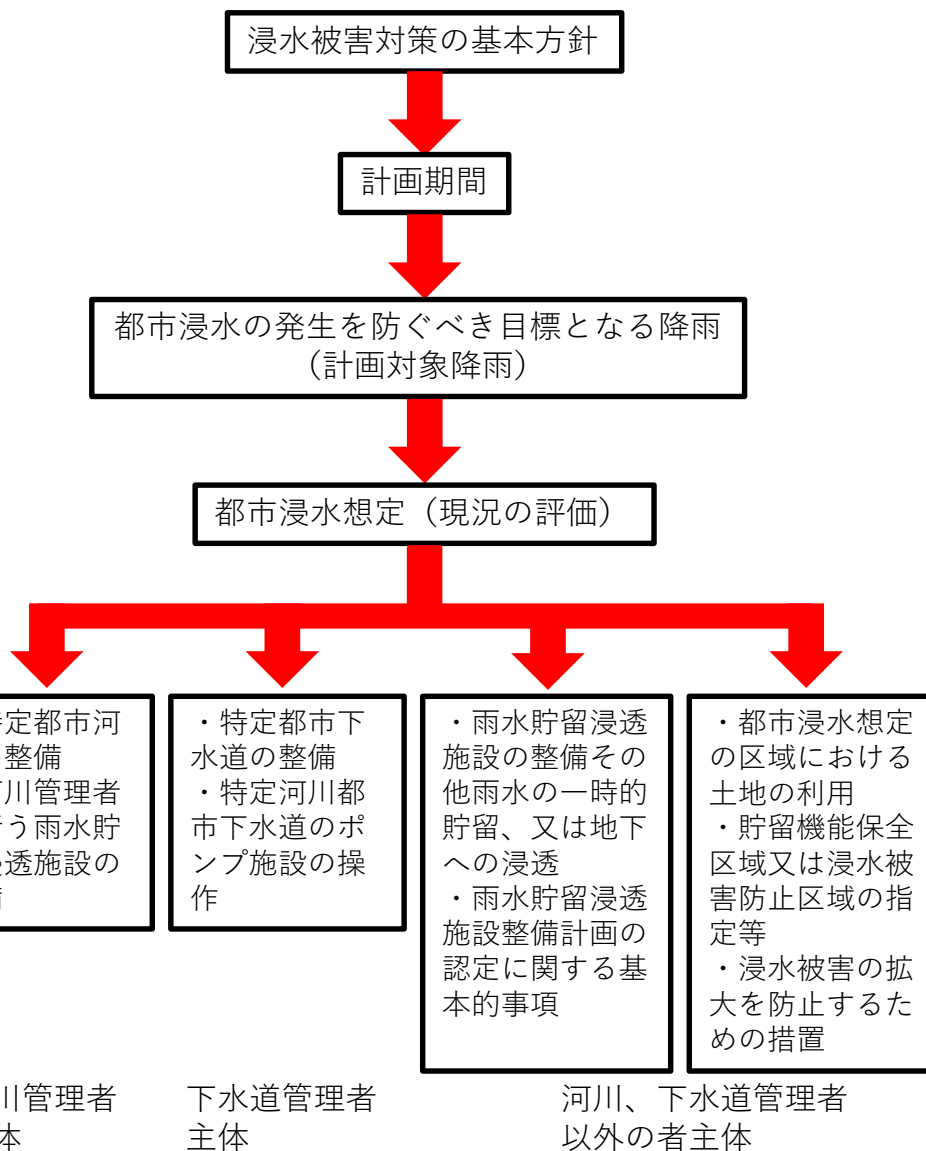 浸水被害対策の基本方針
計画期間
都市浸水の発生を防ぐべき目標となる降雨
（計画対象降雨）
都市浸水想定（現況の評価）
特定都市河
整備
河川管理者
行う雨水貯
浸透施設の
備
・特定都市下
水道の整備
・特定河川都
市下水道のポ
ンプ施設の操
作
・雨水貯留浸透
施設の整備その
他雨水の一時的
貯留、又は地下
への浸透
・雨水貯留浸透
施設整備計画の
認定に関する基
本的事項
・都市浸水想定
の区域における
土地の利用
・貯留機能保全
区域又は浸水被
害防止区域の指
定等
・浸水被害の拡
大を防止するた
めの措置
川管理者
体
下水道管理者
主体
河川、下水道管理者
以外の者主体